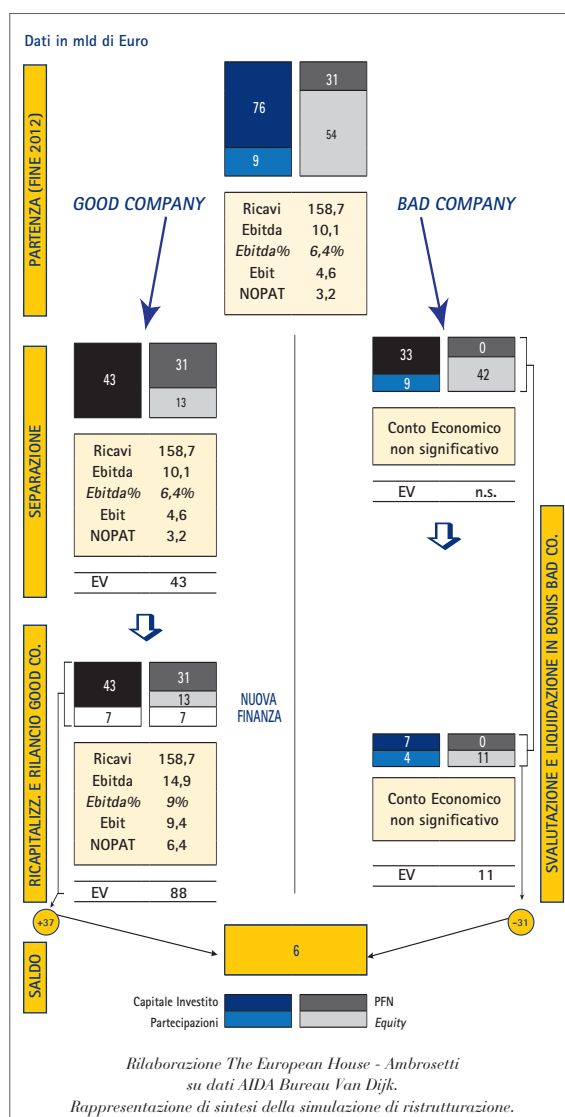 Dati in mld di Euro
PARTENZA (FINE 2012)
76
9
31
54
GOOD COMPANY
BAD COMPANY
Ricavi 158,7
Ebitda 10,1
Ebitda% 6,4%
Ebit 4,6
NOPAT 3,2
SEPARAZIONE
43
31
13
Ricavi 158,7
Ebitda 10,1
Ebitda% 6,4%
Ebit 4,6
NOPAT 3,2
EV 43
33
9
0
42
Conto Economico
non significativo
EV n.s.
SVALUTAZIONE E LIQUIDAZIONE IN BONIS BAD CO.
RICAPITALIZZ. E RILANCIO GOOD CO.
43
7
31
13
7
NUOVA
FINANZA
Ricavi 158,7
Ebitda 14,9
Ebitda% 9%
Ebit 9,4
NOPAT 6,4
EV 88
7
4
0
11
Conto Economico
non significativo
EV 11
+37
-31
SALDO
6
Capitale Investito PFN
Partecipazioni Equity
Rilaborazione The European House - Ambrosetti
su dati AIDA Bureau Van Dijk.
Rappresentazione di sintesi della simulazione di ristrutturazione.